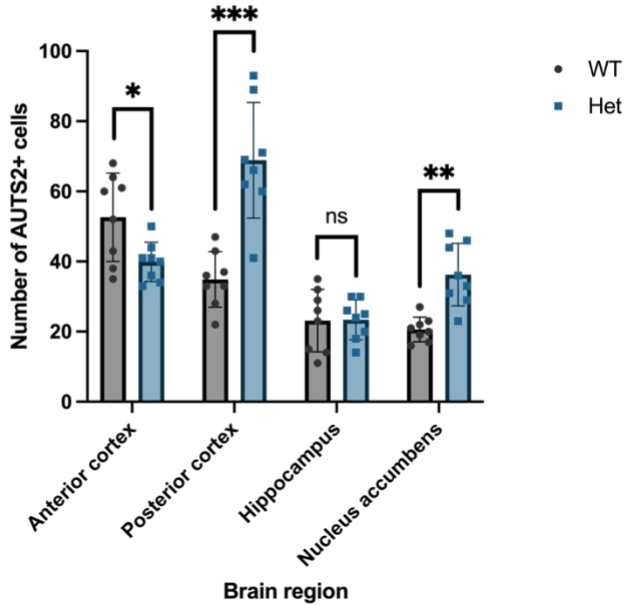 ***
100
WT
*
Het
80
**
60
ns
40
20
0
Number of AUTS2+ cells
Anterior cortex
Posterior cortex
Hippocampus
Nucleus accumbens
Brain region